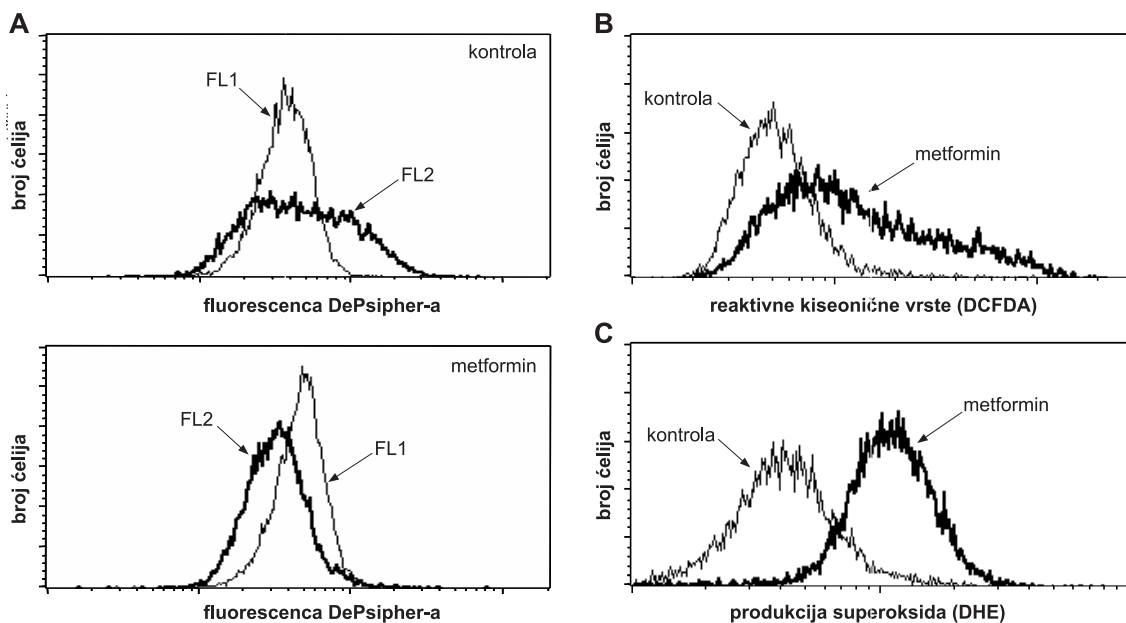 A
kontrola
FL1
FL2
broj ćelija
fluorescenca DePsipher-a
metformin
FL2
FL1
broj ćelija
fluorescenca DePsipher-a
B
kontrola
metformin
broj ćelija
reaktivne kiseonične vrste (DCFDA)
C
metformin
kontrola
broj ćelija
produkcija superoksida (DHE)